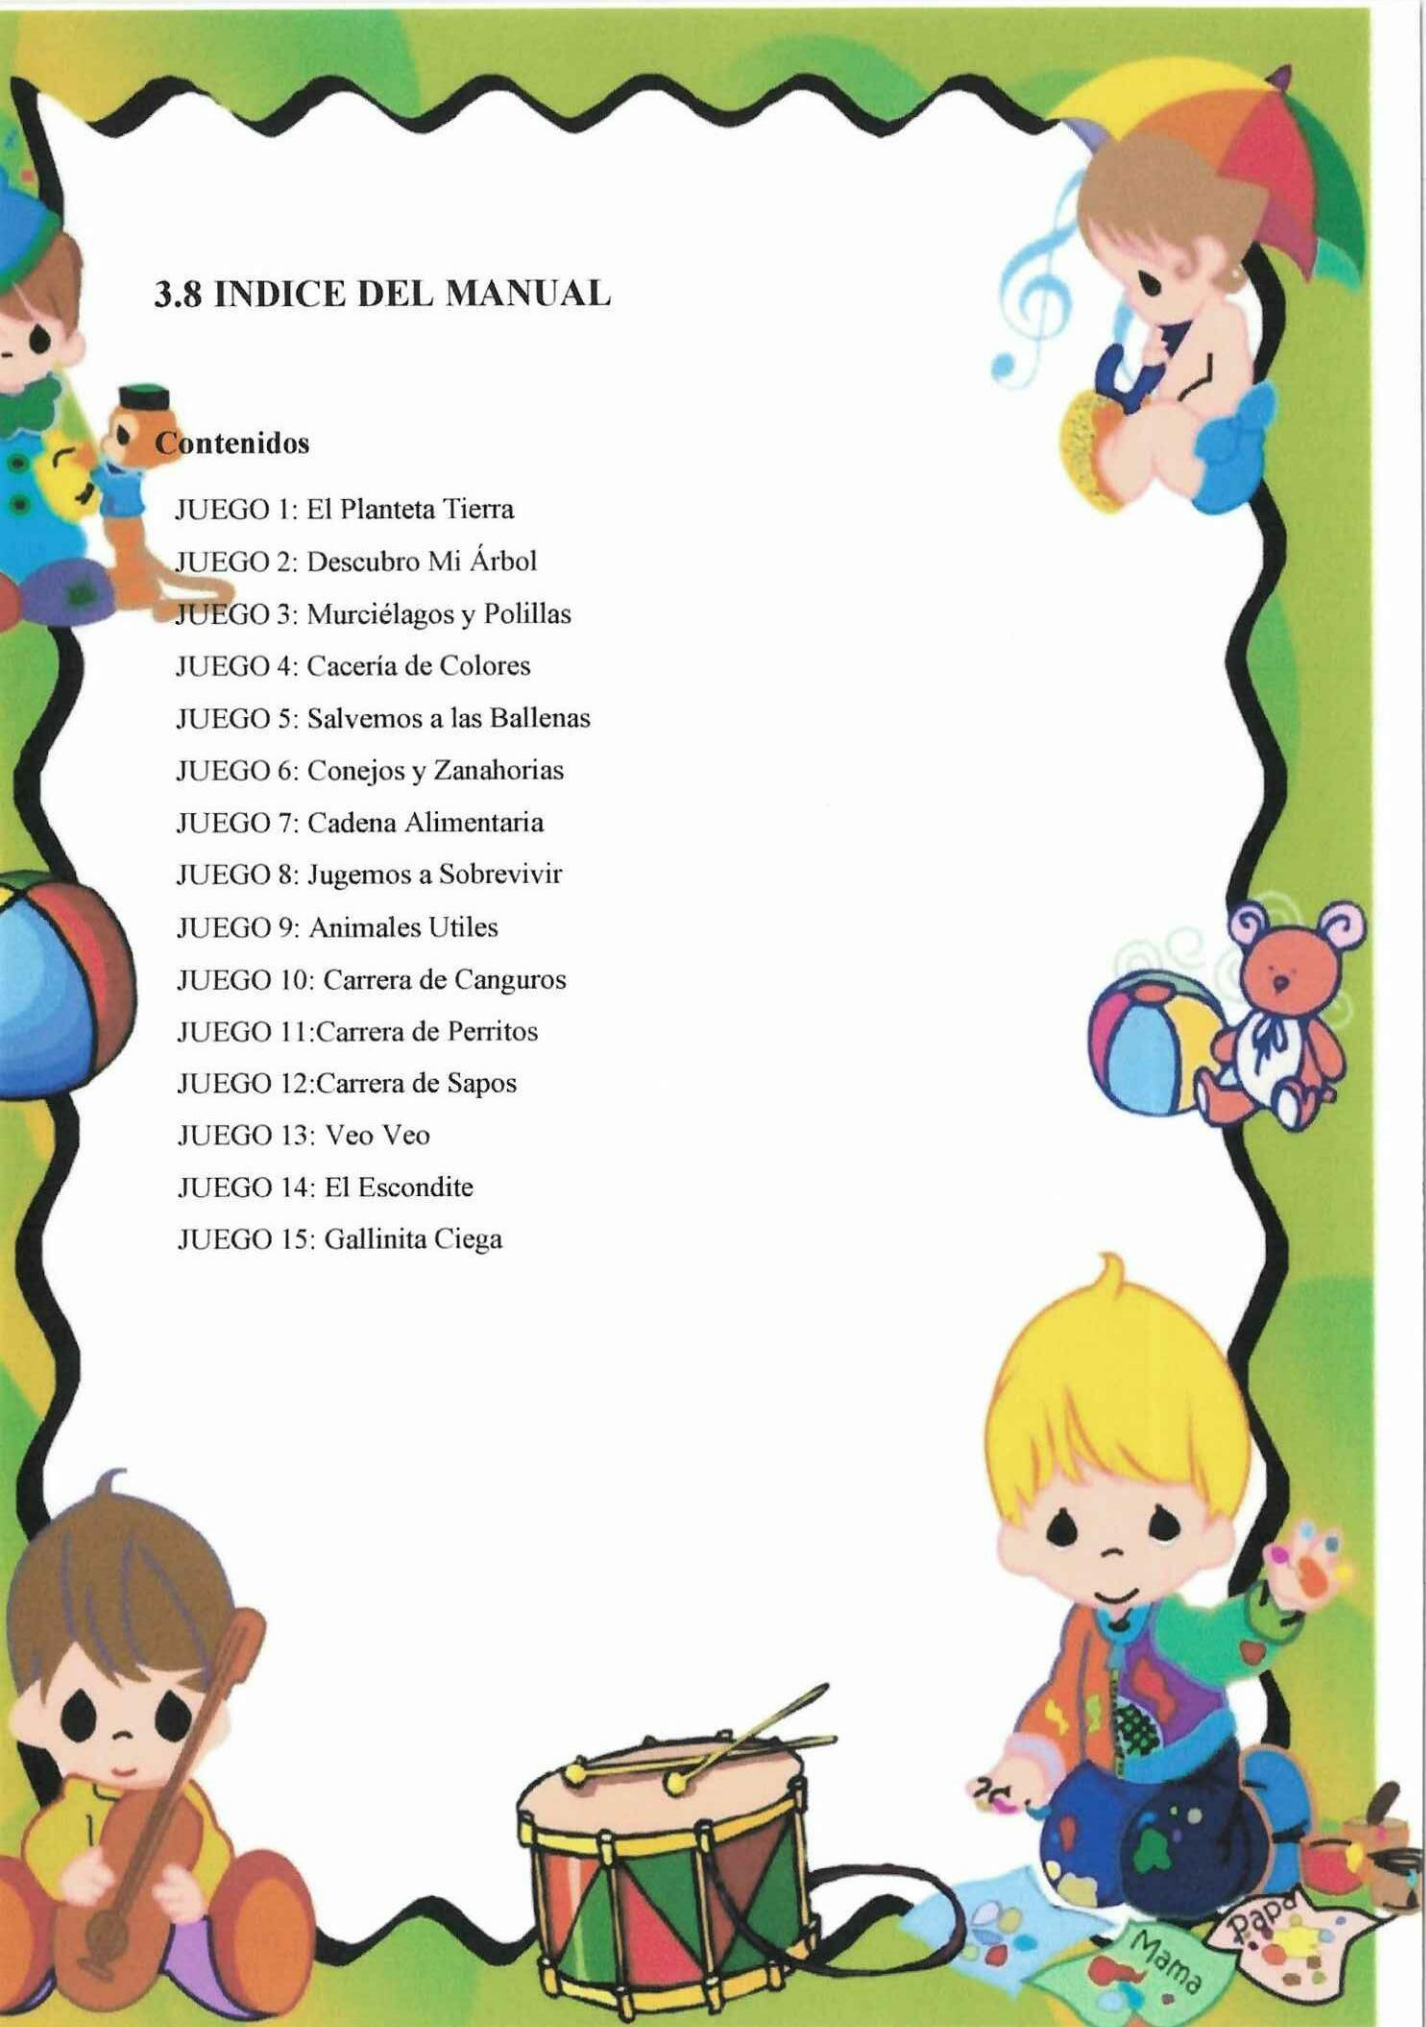 3.8 INDICE DEL MANUAL
Contenidos
JUEGO 1: El Planteta Tierra
JUEGO 2: Descubro Mi Árbol
JUEGO 3: Murciélagos y Polillas
JUEGO 4: Cacería de Colores
JUEGO 5: Salvemos a las Ballenas
JUEGO 6: Conejos y Zanahorias
JUEGO 7: Cadena Alimentaria
JUEGO 8: Jugemos a Sobrevivir
JUEGO 9: Animales Utiles
JUEGO 10: Carrera de Canguros
JUEGO 11:Carrera de Perritos
JUEGO 12:Carrera de Sapos
JUEGO 13: Veo Veo
JUEGO 14: El Escondite
JUEGO 15: Gallinita Ciega
Papa
Mama